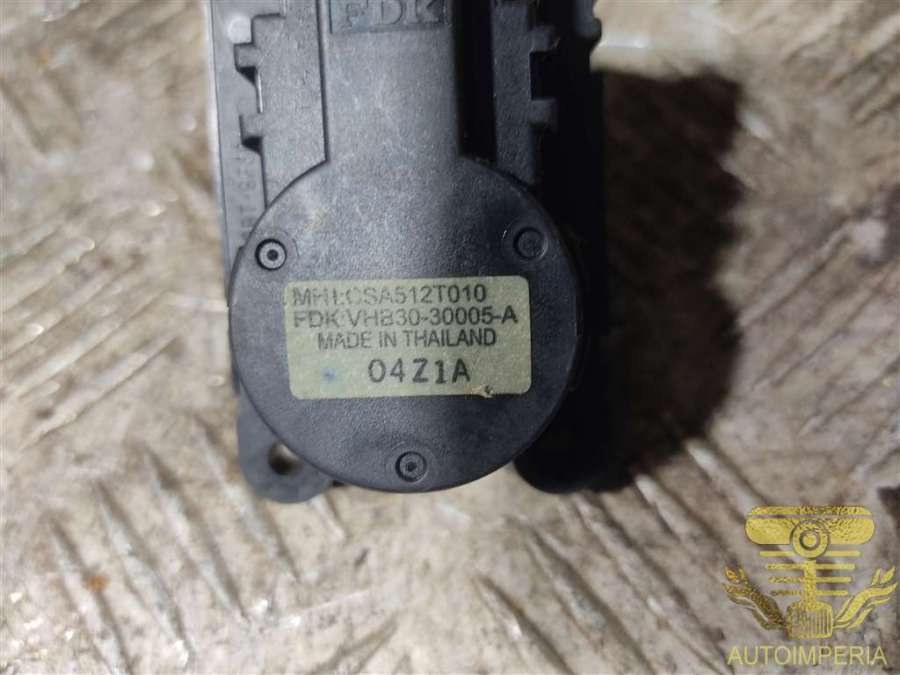 FDK
MHI:CSA512T010
FDK:VHB30-30005-A
MADE IN THAILAND
04Z1A
AUTOIMPERIA